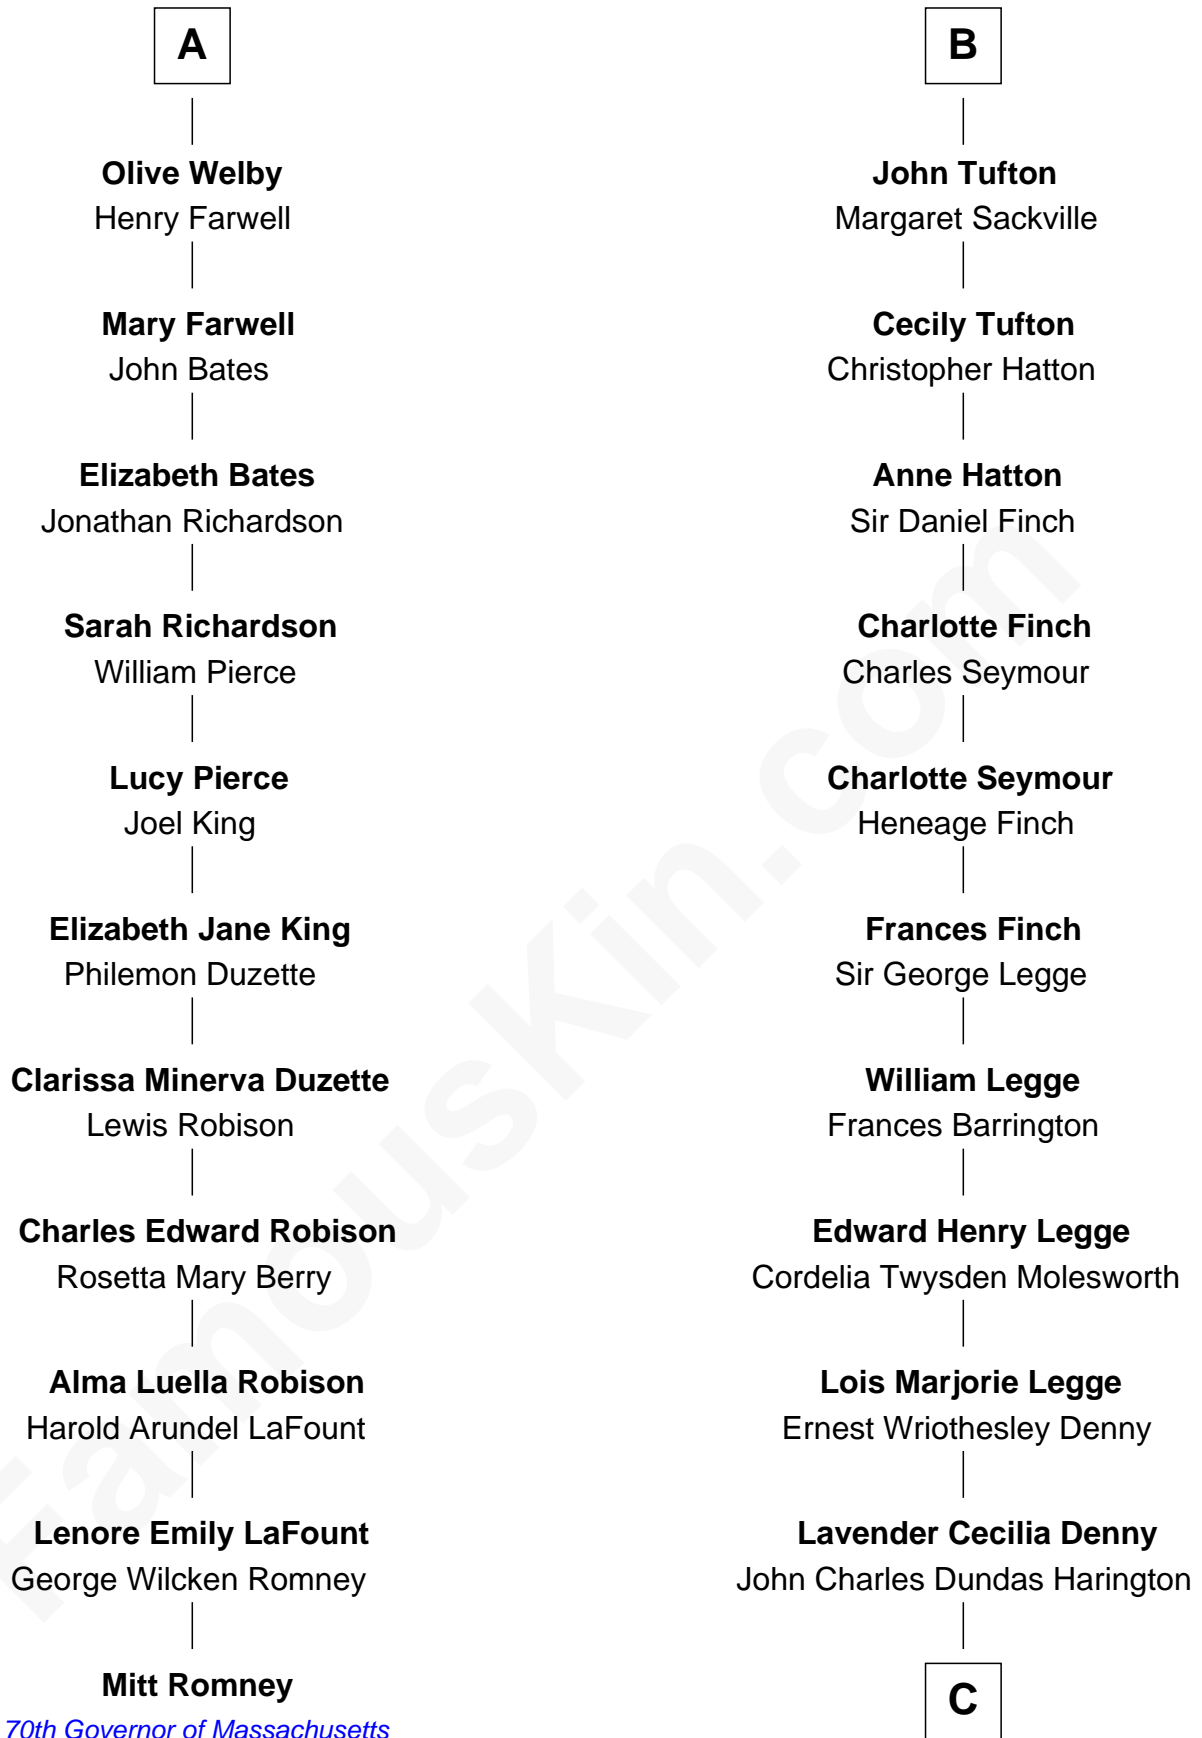 A
Olive Welby
Henry Farwell
Mary Farwell
John Bates
Elizabeth Bates
Jonathan Richardson
Sarah Richardson
William Pierce
Lucy Pierce
Joel King
Elizabeth Jane King
Philemon Duzette
Clarissa Minerva Duzette
Lewis Robison
Charles Edward Robison
Rosetta Mary Berry
Alma Luella Robison
Harold Arundel LaFount
Lenore Emily LaFount
George Wilcken Romney
Mitt Romney
70th Governor of Massachusetts
B
John Tufton
Margaret Sackville
Cecily Tufton
Christopher Hatton
Anne Hatton
Sir Daniel Finch
Charlotte Finch
Charles Seymour
Charlotte Seymour
Heneage Finch
Frances Finch
Sir George Legge
William Legge
Frances Barrington
Edward Henry Legge
Cordelia Twysden Molesworth
Lois Marjorie Legge
Ernest Wriothesley Denny
Lavender Cecilia Denny
John Charles Dundas Harington
C
FamousKin.com